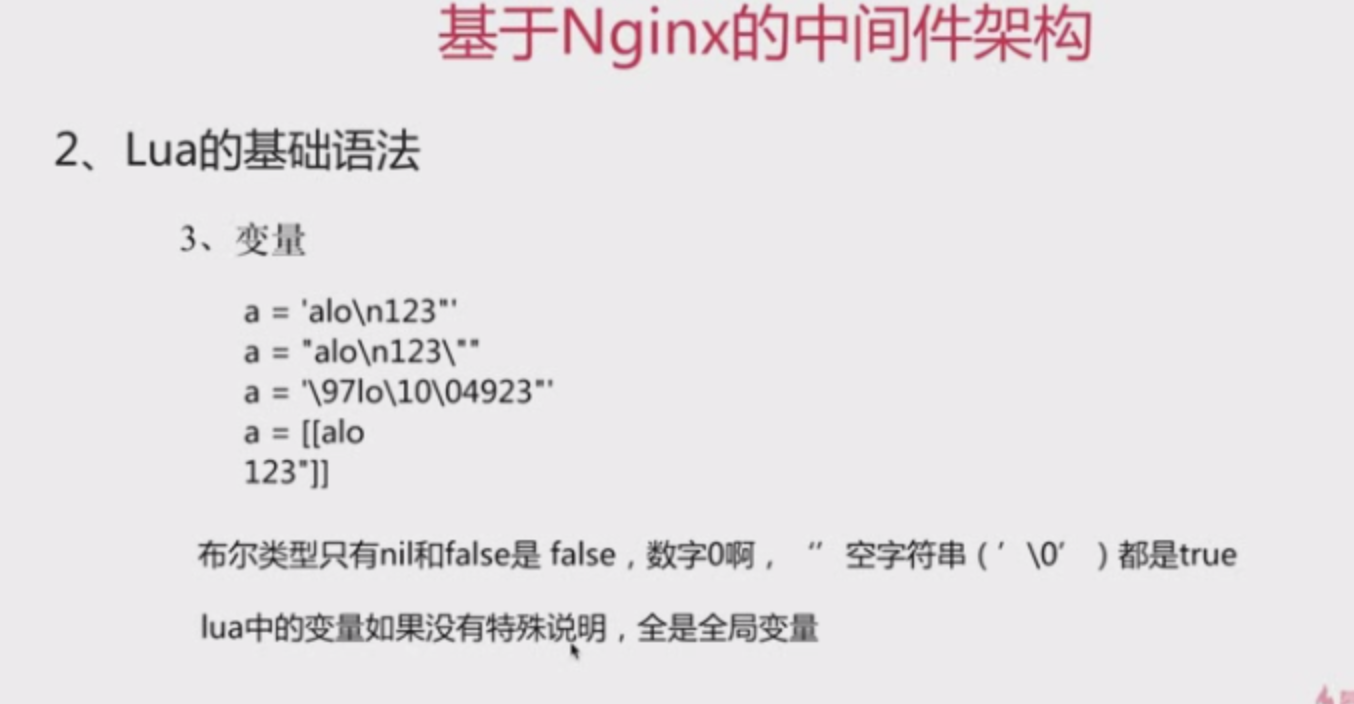 基于Nginx的中间件架构
2、Lua的基础语法
3、变量
a = 'alo\n123"'
a = "alo\n123\""
a = '\97lo\10\04923"'
a = [[alo
123"]]
布尔类型只有nil和false是 false，数字0啊，〃空字符串（′\0′）都是true
lua中的变量如果没有特殊说明，全是全局变量